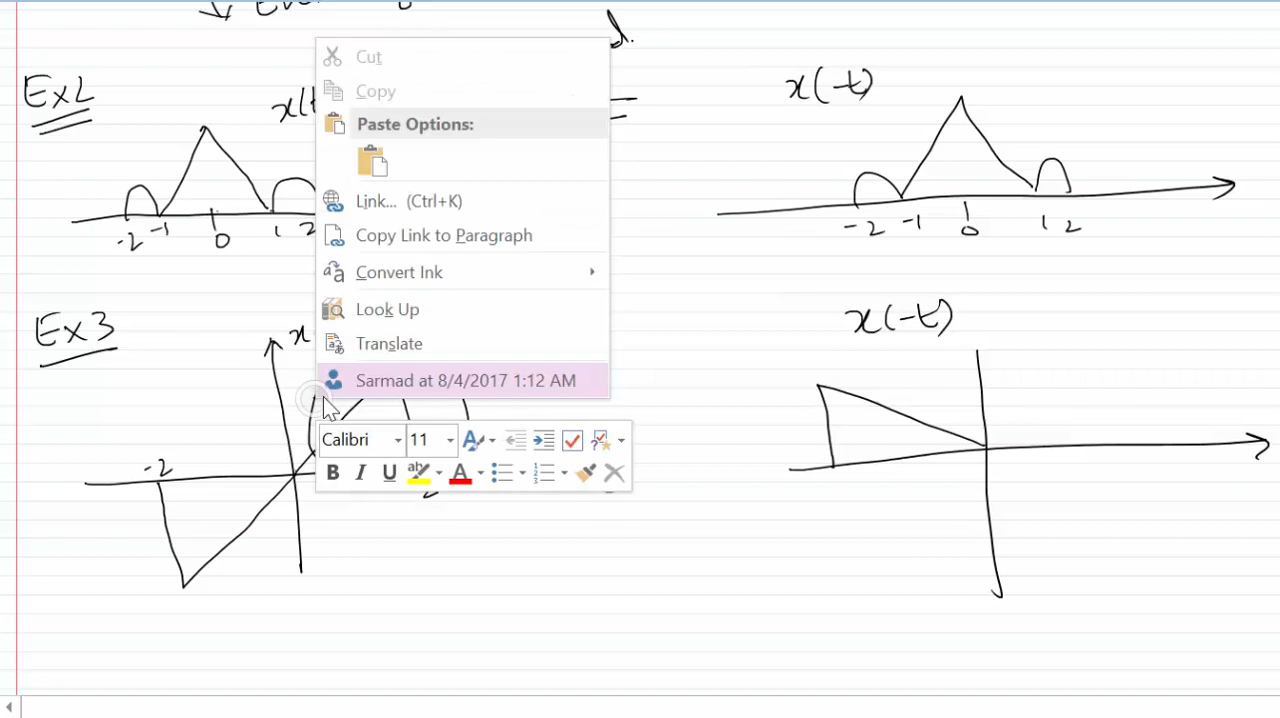 Ex2
x(t
x(-t)
-2 -1 0 1 2
-2 -1 0 1 2
Ex3
x
x(-t)
-2
Cut
Copy
Paste Options:
Link... (Ctrl+K)
Copy Link to Paragraph
Convert Ink
Look Up
Translate
Sarmad at 8/4/2017 1:12 AM
Calibri 11
B I U ab A